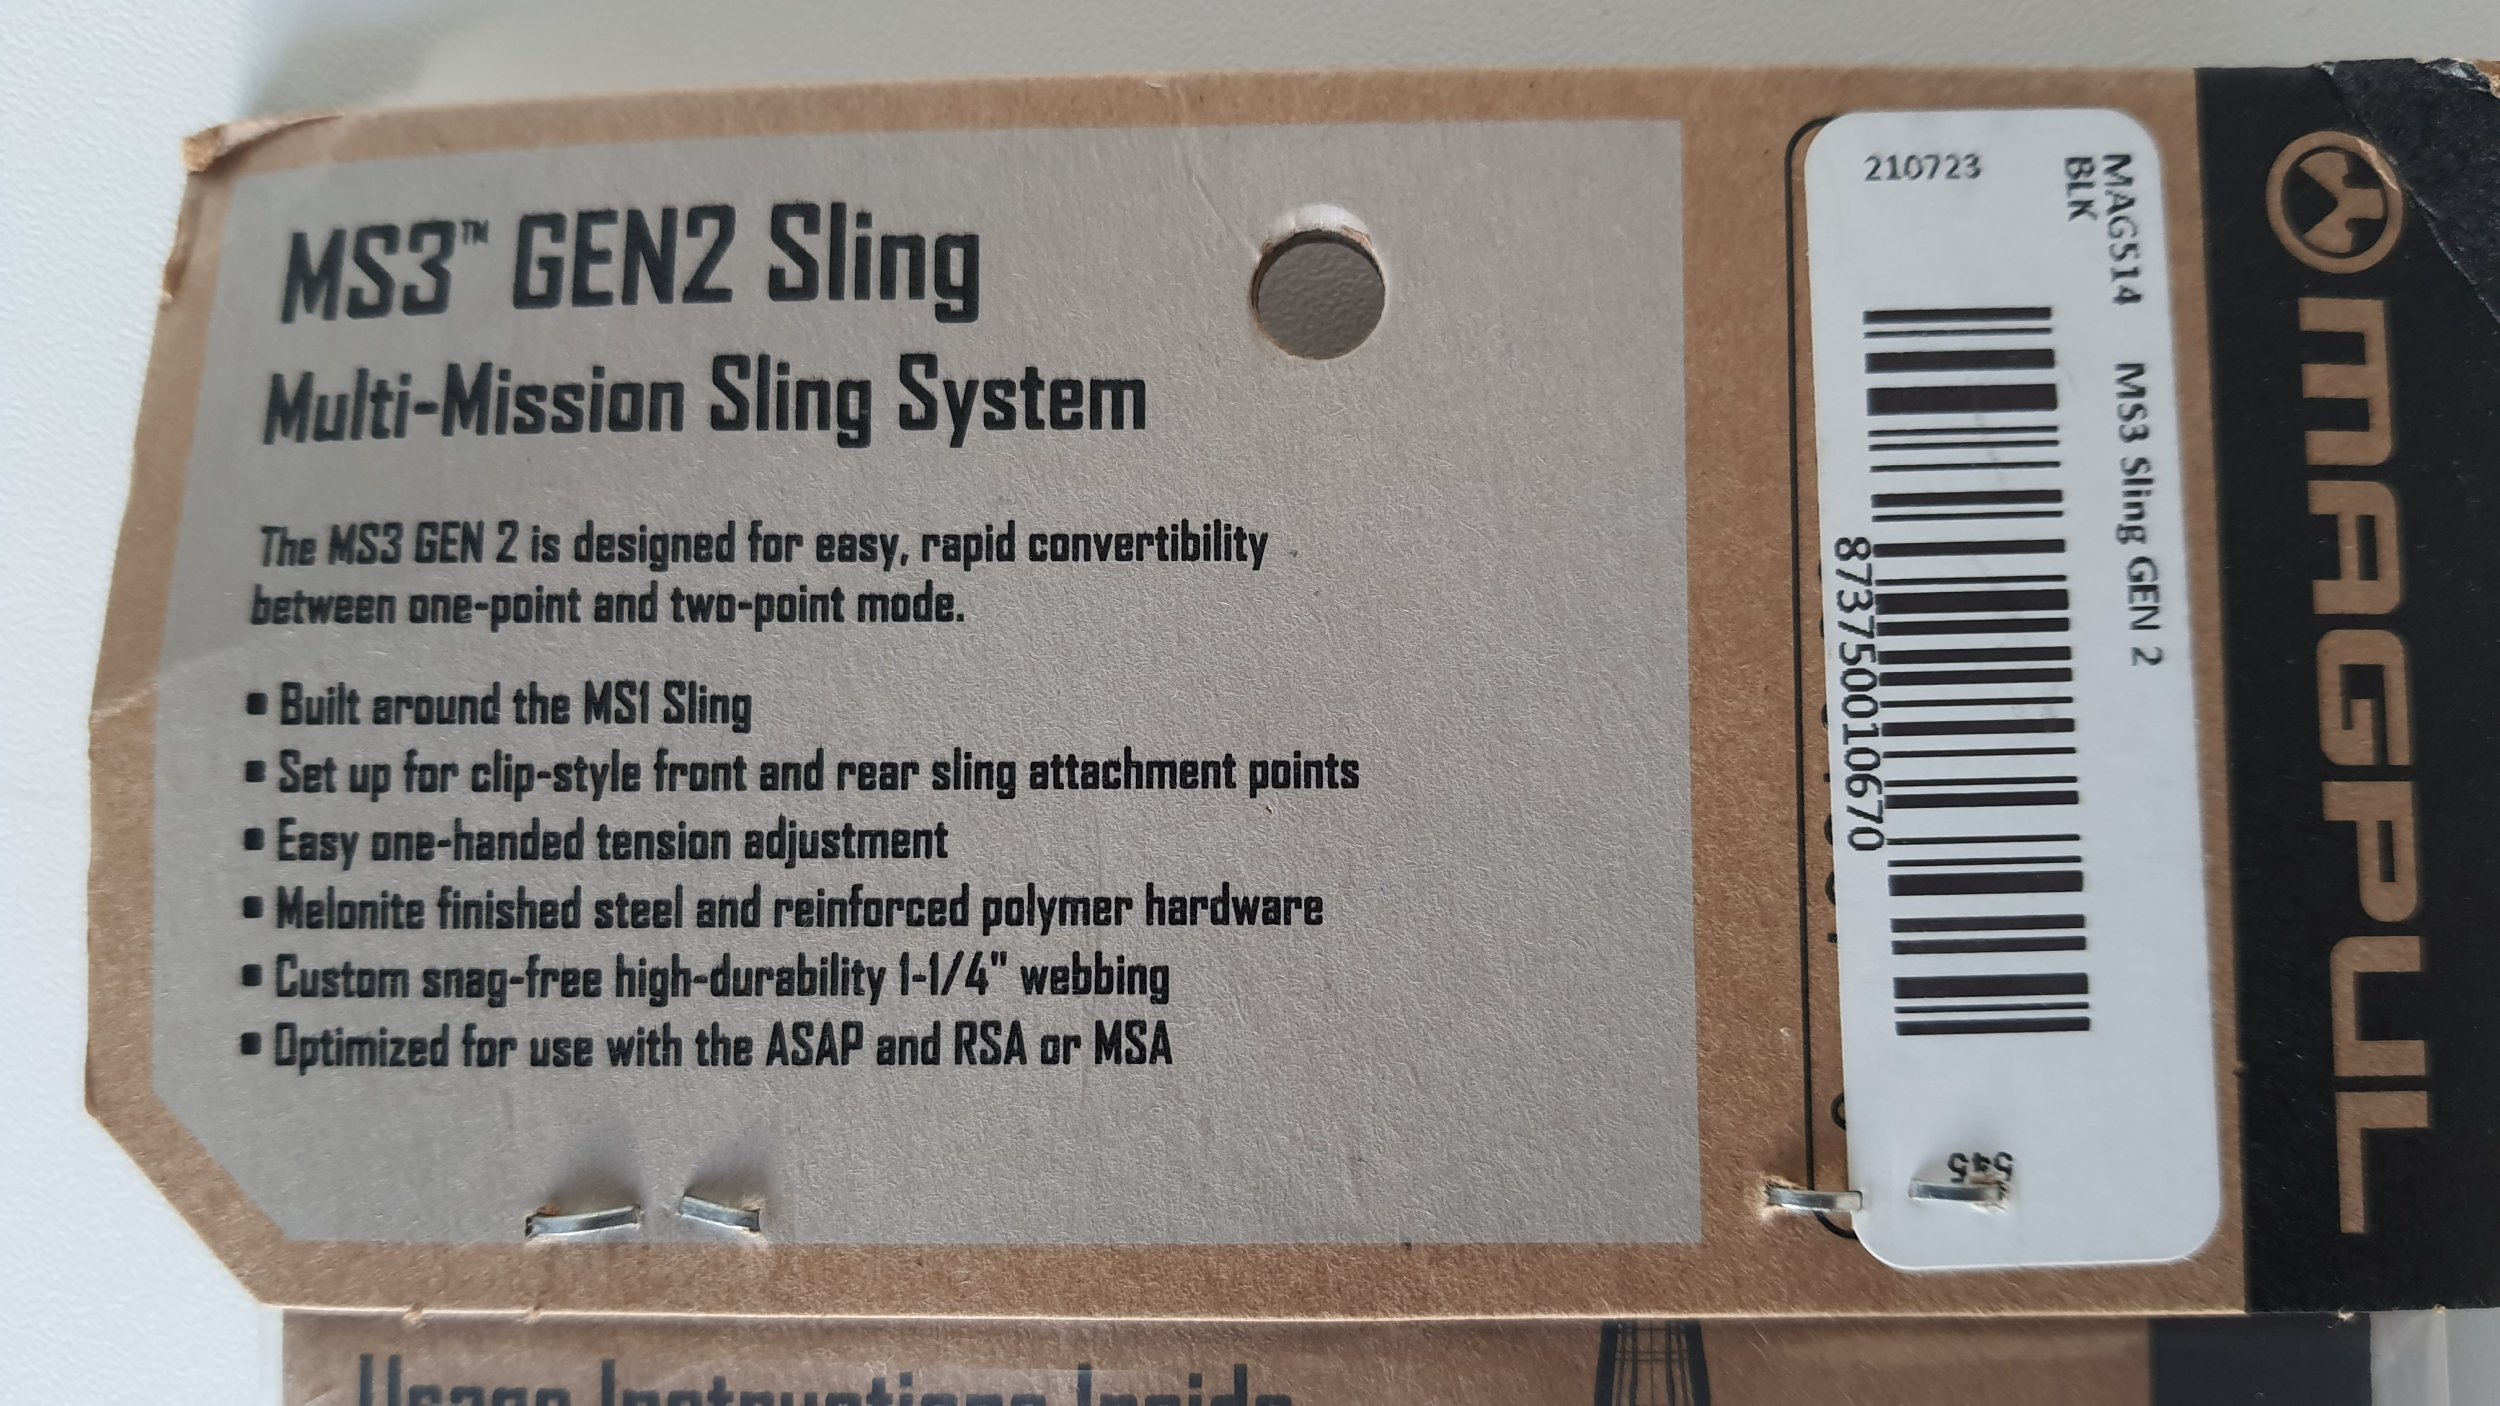 MS3™ GEN2 Sling
Multi-Mission Sling System
The MS3 GEN 2 is designed for easy, rapid convertibility
between one-point and two-point mode.
▪ Built around the MS1 Sling
▪ Set up for clip-style front and rear sling attachment points
▪ Easy one-handed tension adjustment
▪ Melonite finished steel and reinforced polymer hardware
▪ Custom snag-free high-durability 1-1/4" webbing
▪ Optimized for use with the ASAP and RSA or MSA
210723
MAG514 MS3 Sling GEN 2
BLK
873750010670
545
MAGPUL
Usage Instructions Inside